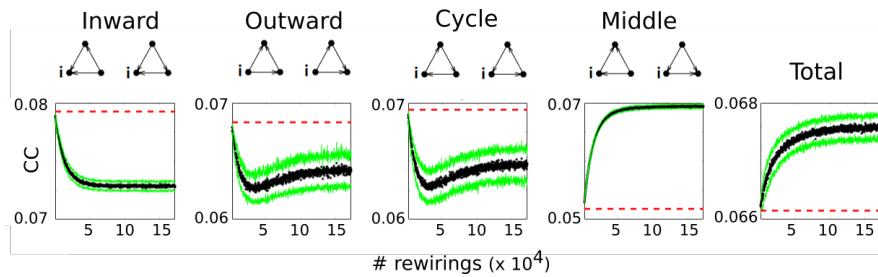 Inward Outward Cycle Middle Total
i i i i
0.08 0.07 0.07 0.07 0.068
CC
0.07 0.06 0.06 0.05 0.066
5 10 15 5 10 15 5 10 15 5 10 15 5 10 15
# rewirings (x 10⁴)